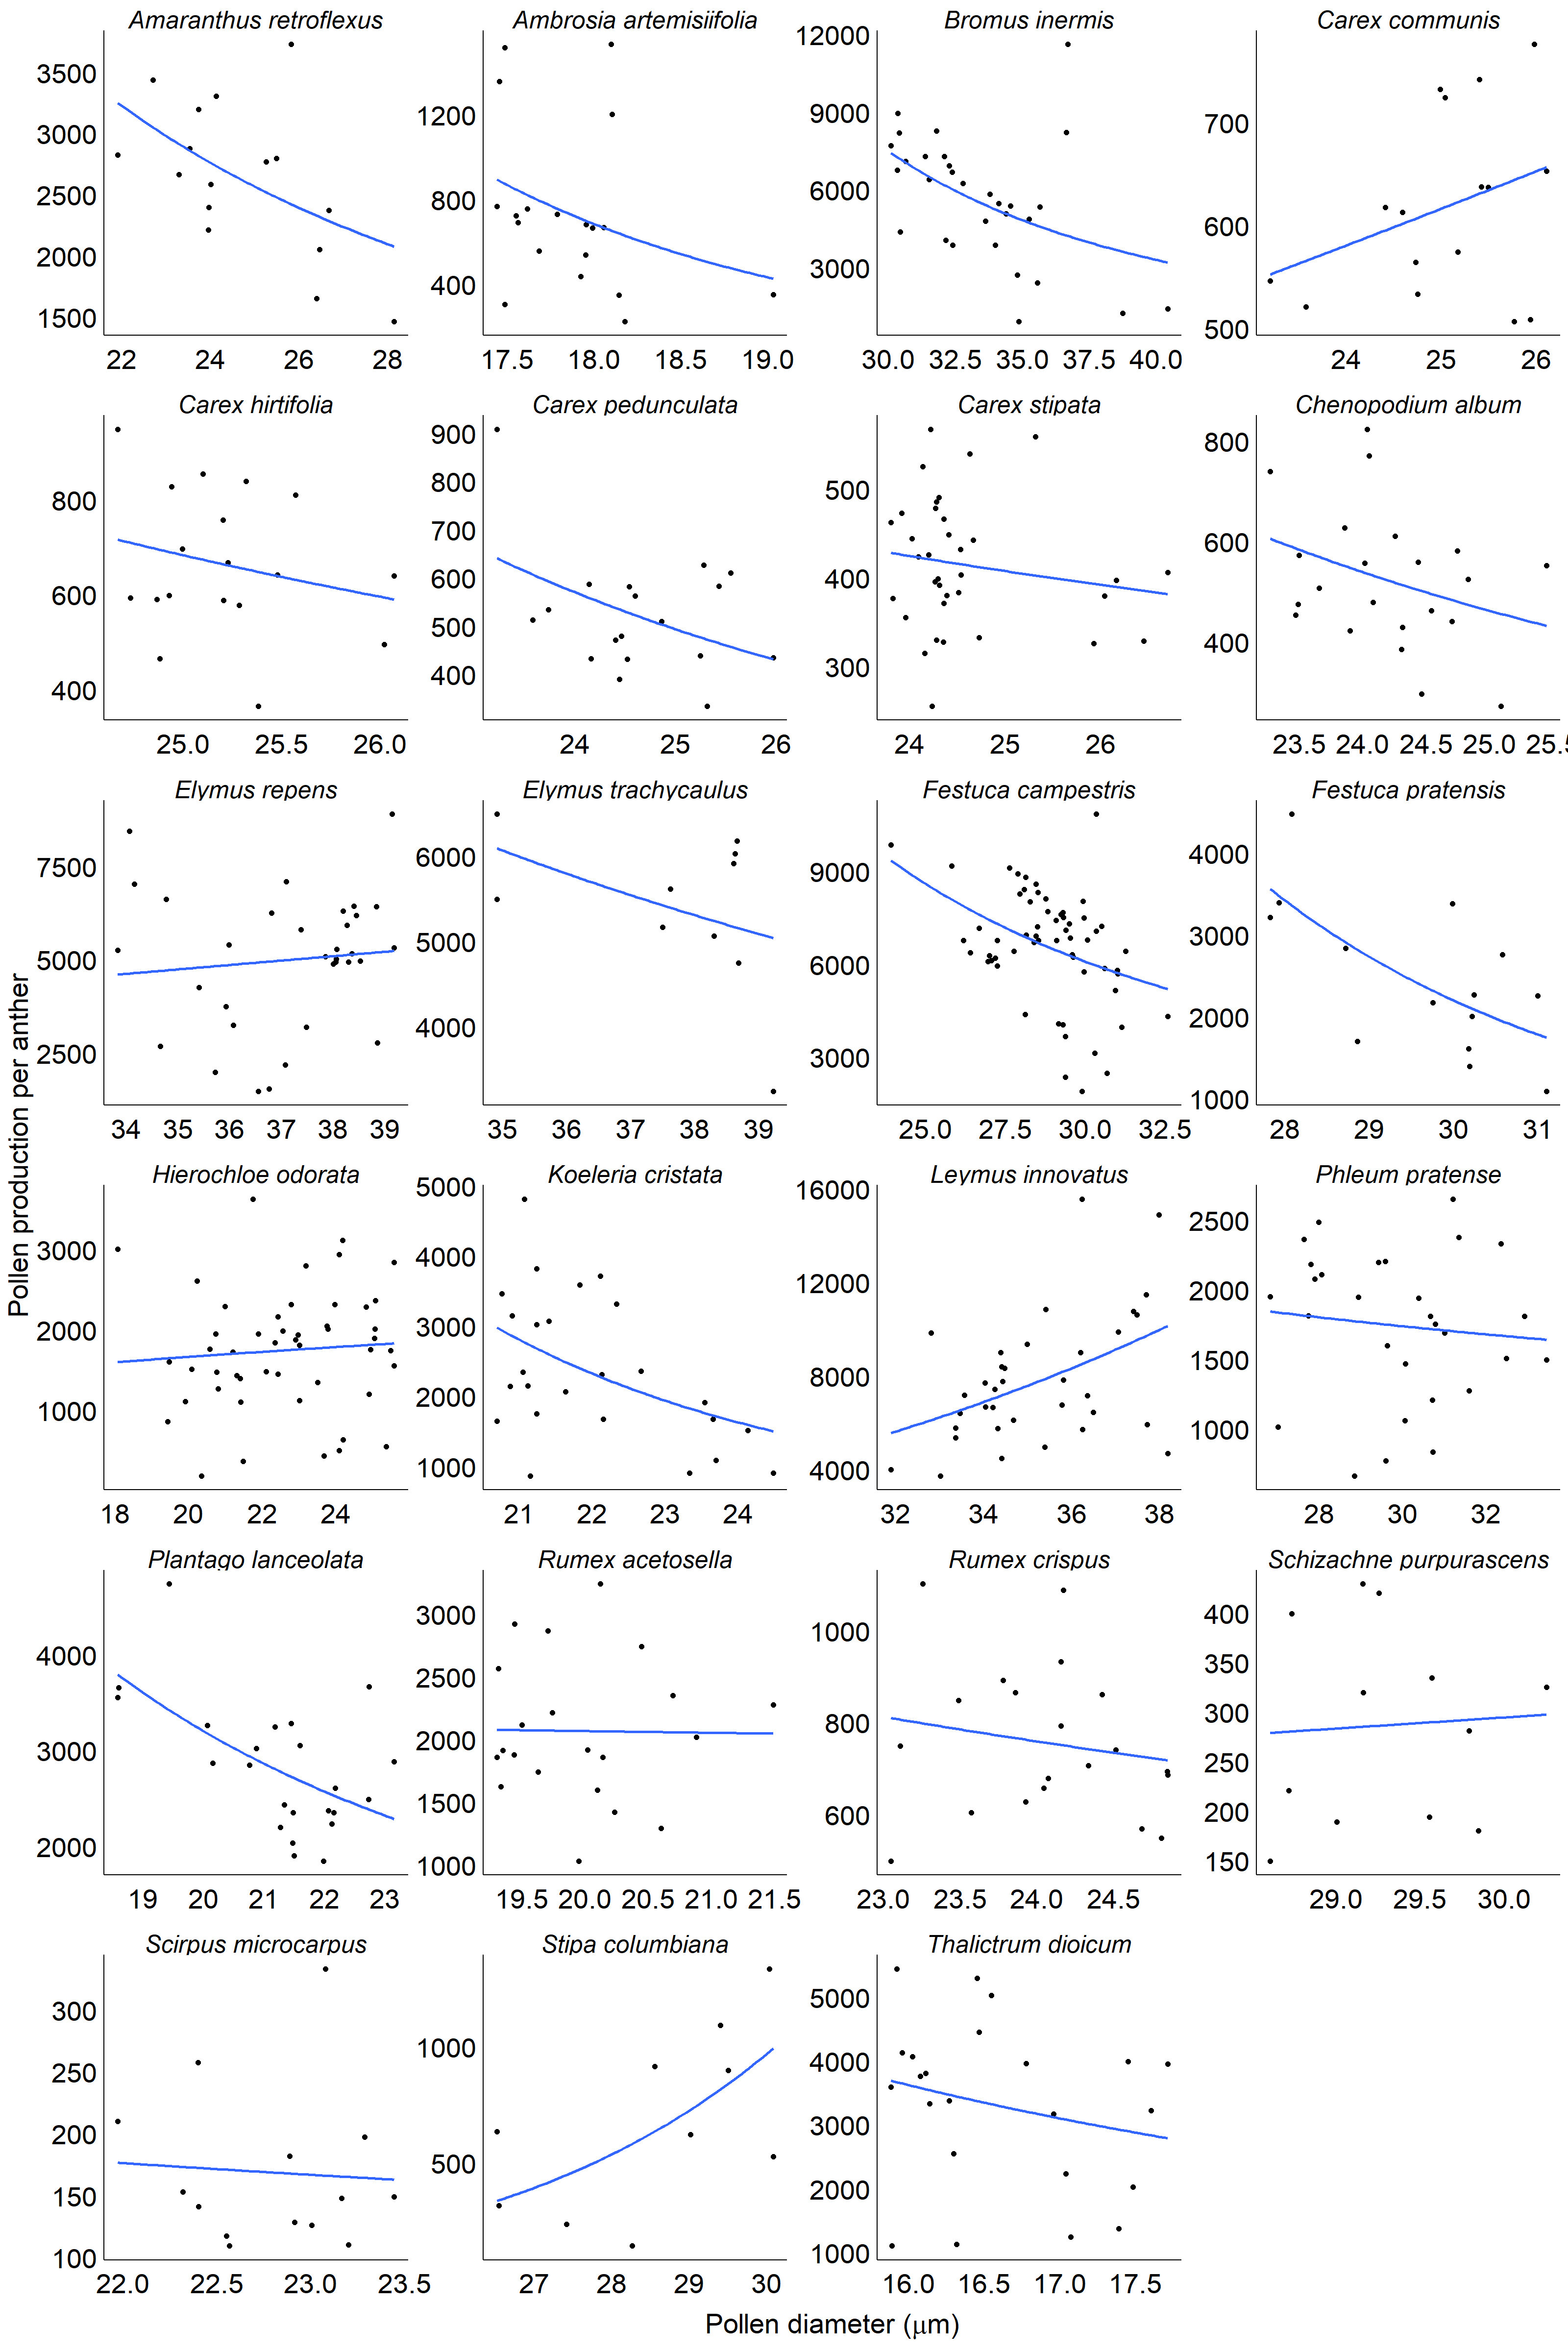 Amaranthus retroflexus Ambrosia artemisiifolia Bromus inermis Carex communis
3500 3000 2500 2000 1500
1200 800 400
12000 9000 6000 3000
700 600 500
22 24 26 28 17.5 18.0 18.5 19.0 30.0 32.5 35.0 37.5 40.0 24 25 26
Carex hirtifolia Carex pedunculata Carex stipata Chenopodium album
800 600 400
900 800 700 600 500 400
500 400 300
800 600 400
25.0 25.5 26.0 24 25 26 24 25 26 23.5 24.0 24.5 25.0 25.5
Elymus repens Elymus trachycaulus Festuca campestris Festuca pratensis
7500 5000 2500
6000 5000 4000
9000 6000 3000
4000 3000 2000 1000
34 35 36 37 38 39 35 36 37 38 39 25.0 27.5 30.0 32.5 28 29 30 31
Pollen production per anther
Hierochloe odorata Koeleria cristata Leymus innovatus Phleum pratense
3000 2000 1000
5000 4000 3000 2000 1000
16000 12000 8000 4000
2500 2000 1500 1000
18 20 22 24 21 22 23 24 32 34 36 38 28 30 32
Plantago lanceolata Rumex acetosella Rumex crispus Schizachne purpurascens
4000 3000 2000
3000 2500 2000 1500 1000
1000 800 600
400 350 300 250 200 150
19 20 21 22 23 19.5 20.0 20.5 21.0 21.5 23.0 23.5 24.0 24.5 29.0 29.5 30.0
Scirpus microcarpus Stipa columbiana Thalictrum dioicum
300 250 200 150 100
1000 500
5000 4000 3000 2000 1000
22.0 22.5 23.0 23.5 27 28 29 30 16.0 16.5 17.0 17.5
Pollen diameter (μm)